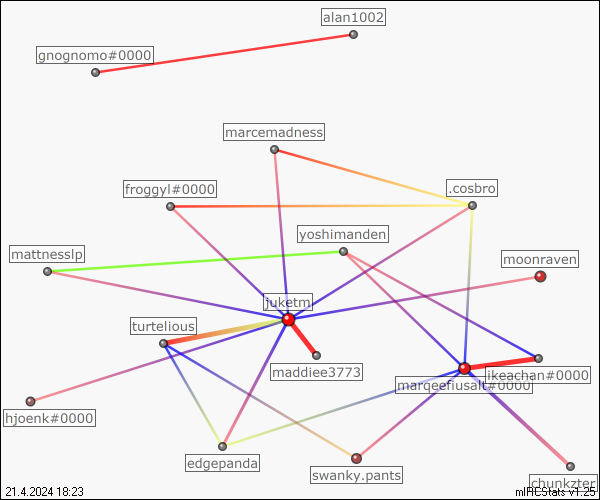 alan1002
gnognomo#0000
marcemadness
froggyl#0000
.cosbro
yoshimanden
mattnesslp
moonraven
juketm
turtelious
maddiee3773
ikeachan#0000
marqeefiusalt#0000
hjoenk#0000
edgepanda
swanky.pants
chunkzter
21.4.2024 18:23
mIRCStats v1.25